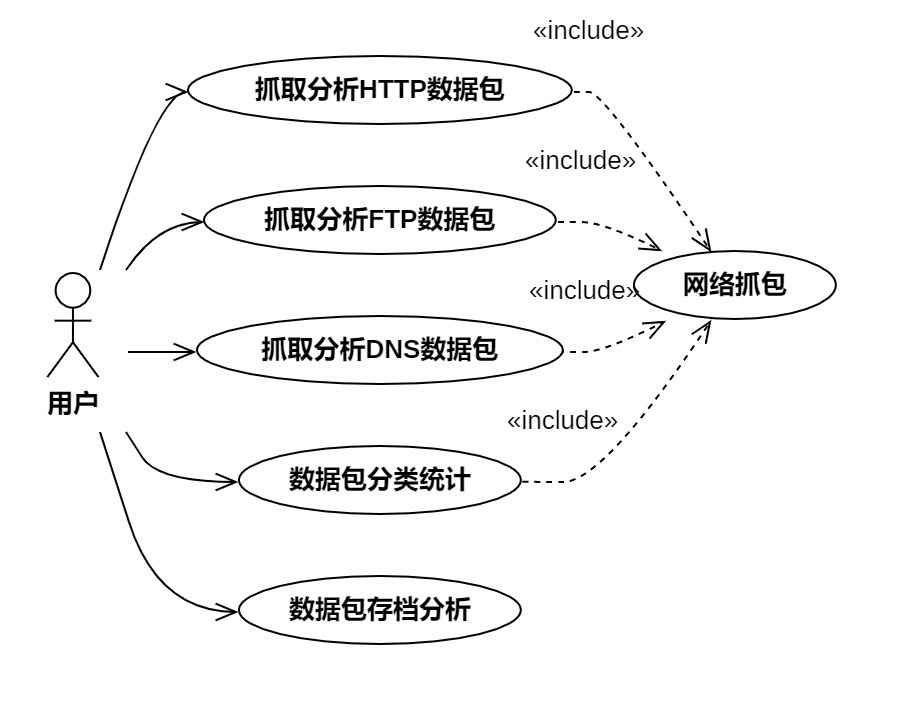 «include»
抓取分析HTTP数据包
«include»
抓取分析FTP数据包
网络抓包
«include»
抓取分析DNS数据包
用户
«include»
数据包分类统计
数据包存档分析